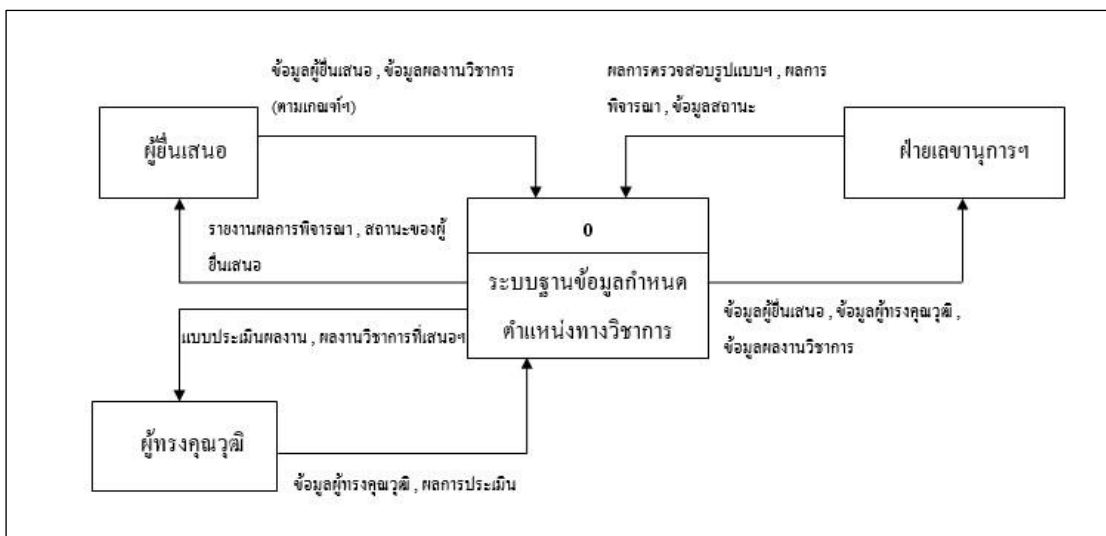 ข้อมูลผู้ยื่นเสนอ , ข้อมูลผลงานวิชาการ
(ตามเกณฑ์ฯ)
ผลการตรวจสอบรูปแบบฯ , ผลการ
พิจารณา , ข้อมูลสถานะ
ผู้ยื่นเสนอ
ฝ่ายเลขานุการฯ
รายงานผลการพิจารณา , สถานะของผู้
ยื่นเสนอ
0
ระบบฐานข้อมูลกำหนด
ตำแหน่งทางวิชาการ
ข้อมูลผู้ยื่นเสนอ , ข้อมูลผู้ทรงคุณวุฒิ ,
ข้อมูลผลงานวิชาการ
แบบประเมินผลงาน , ผลงานวิชาการที่เสนอฯ
ผู้ทรงคุณวุฒิ
ข้อมูลผู้ทรงคุณวุฒิ , ผลการประเมิน